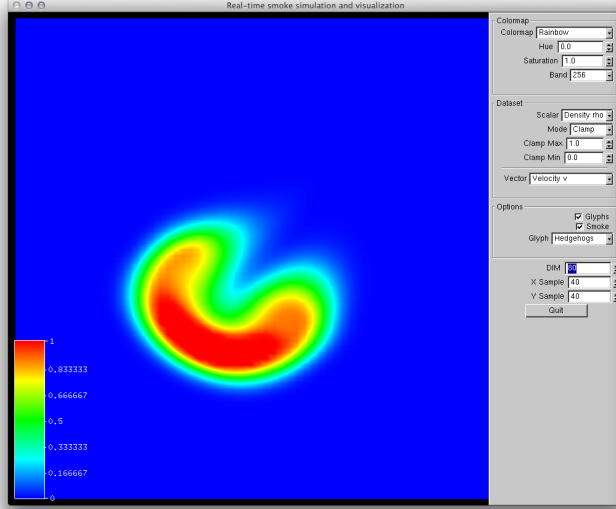 Real-time smoke simulation and visualization
Colormap
Colormap Rainbow
Hue 0.0
Saturation 1.0
Band 256
Dataset
Scalar Density rho
Mode Clamp
Clamp Max 1.0
Clamp Min 0.0
Vector Velocity v
Options
Glyphs
Smoke
Glyph Hedgehogs
DIM
X Sample 40
Y Sample 40
Quit
1
0.833333
0.666667
0.5
0.333333
0.166667
0